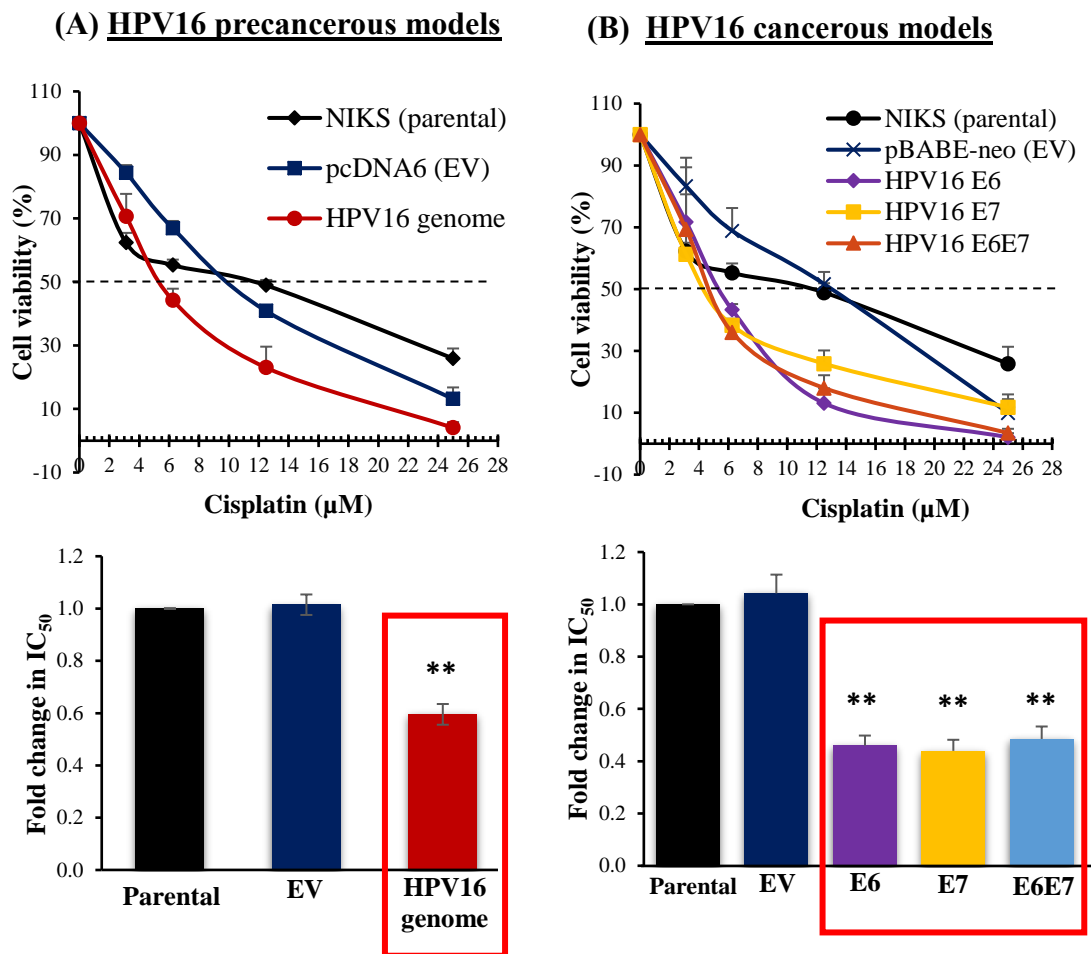 (A) HPV16 precancerous models
110
90
70
50
30
10
-10
Cell viability (%)
NIKS (parental)
pcDNA6 (EV)
HPV16 genome
0 2 4 6 8 10 12 14 16 18 20 22 24 26 28
Cisplatin (µM)
1.2
1.0
0.8
0.6
0.4
0.2
0.0
Fold change in IC50
**
Parental
EV
HPV16
genome
(B) HPV16 cancerous models
110
90
70
50
30
10
-10
Cell viability (%)
NIKS (parental)
pBABE-neo (EV)
HPV16 E6
HPV16 E7
HPV16 E6E7
0 2 4 6 8 10 12 14 16 18 20 22 24 26 28
Cisplatin (µM)
1.2
1.0
0.8
0.6
0.4
0.2
0.0
Fold change in IC50
** ** **
Parental
EV
E6
E7
E6E7